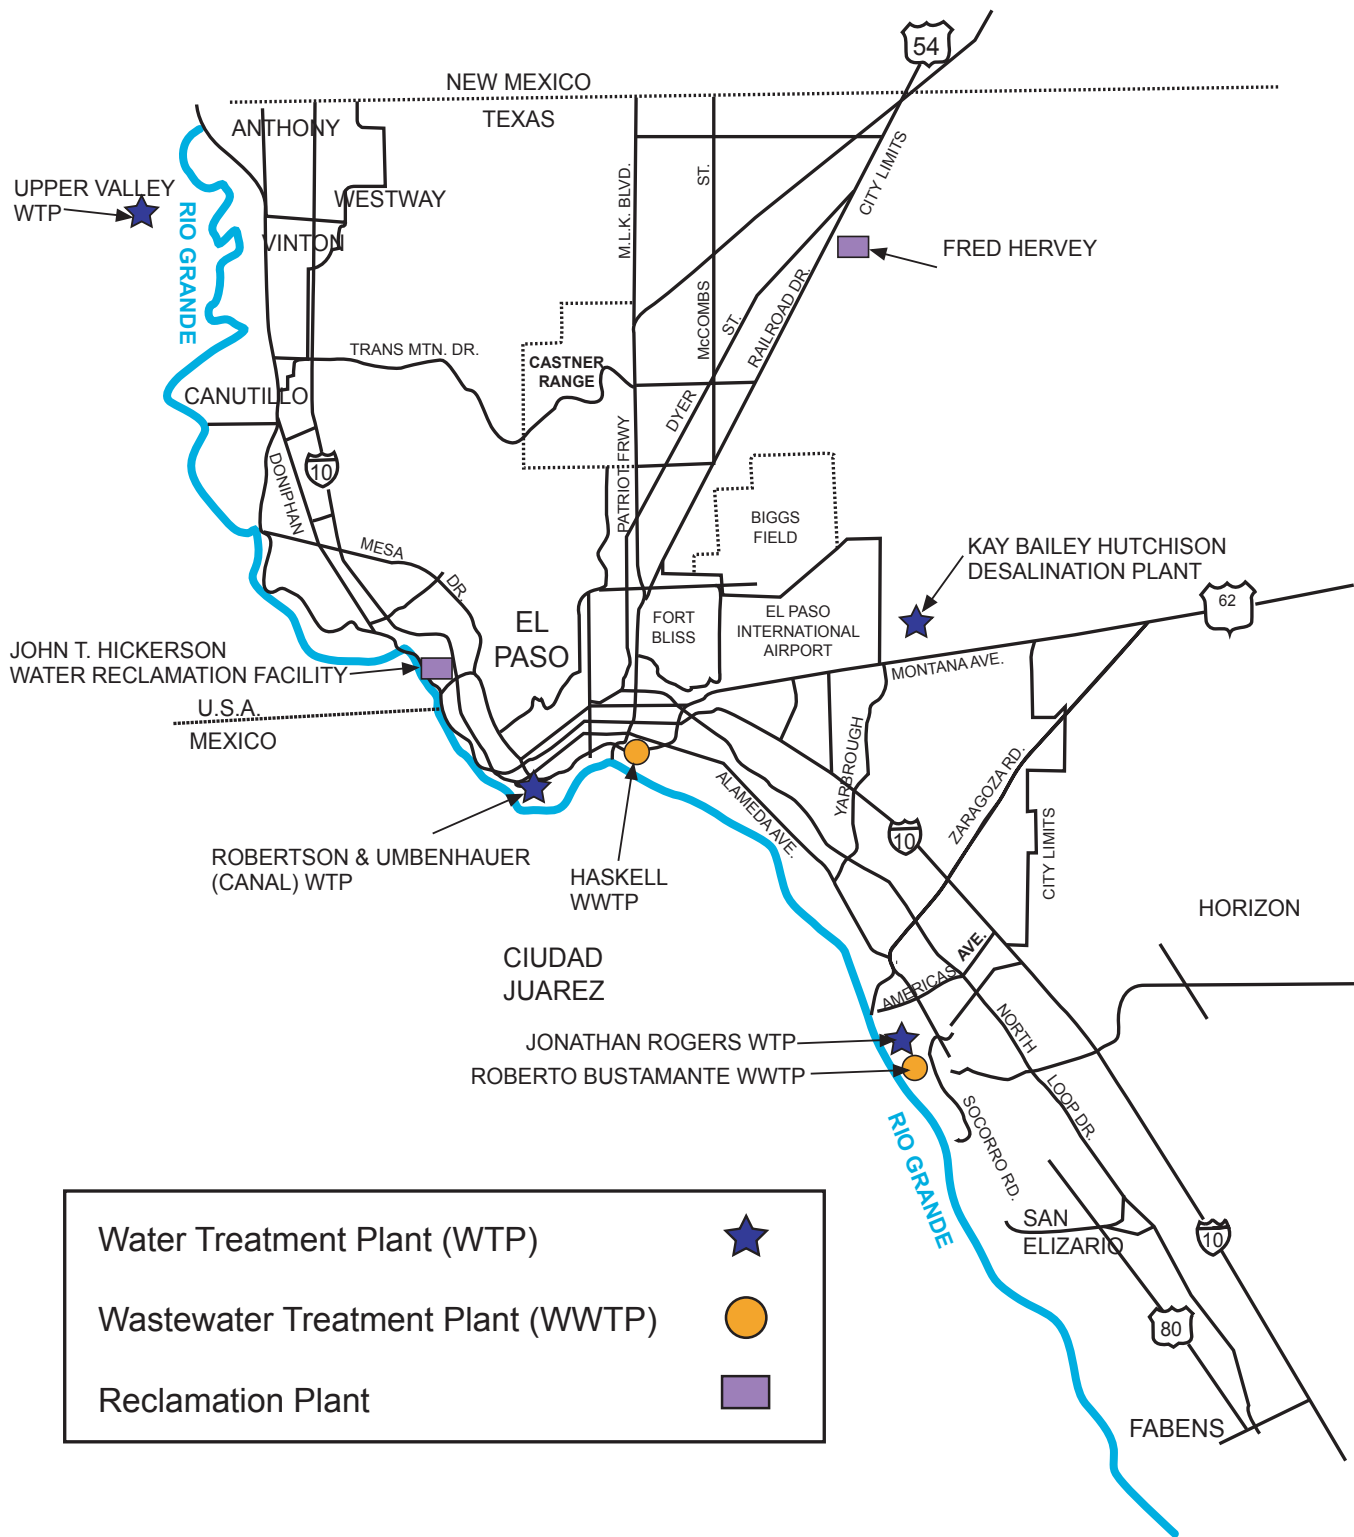 54
NEW MEXICO
TEXAS
ANTHONY
UPPER VALLEY
WTP
WESTWAY
VINTON
RIO GRANDE
M.L.K. BLVD.
ST.
CITY LIMITS
FRED HERVEY
McCOMBS
ST.
RAILROAD DR.
TRANS MTN. DR.
CASTNER
RANGE
CANUTILLO
DYER
PATRIOT FRWY
10
DONIPHAN
BIGGS
FIELD
MESA
DR.
KAY BAILEY HUTCHISON
DESALINATION PLANT
62
EL
PASO
FORT
BLISS
EL PASO
INTERNATIONAL
AIRPORT
MONTANA AVE.
JOHN T. HICKERSON
WATER RECLAMATION FACILITY
U.S.A.
MEXICO
YARBROUGH
ZARAGOZA RD.
ALAMEDA AVE.
10
CITY LIMITS
ROBERTSON & UMBENHAUER
(CANAL) WTP
HASKELL
WWTP
HORIZON
CIUDAD
JUAREZ
AMERICAS AVE.
JONATHAN ROGERS WTP
ROBERTO BUSTAMANTE WWTP
NORTH
LOOP DR.
SOCORRO RD.
RIO GRANDE
SAN
ELIZARIO
10
80
FABENS
Water Treatment Plant (WTP)
Wastewater Treatment Plant (WWTP)
Reclamation Plant